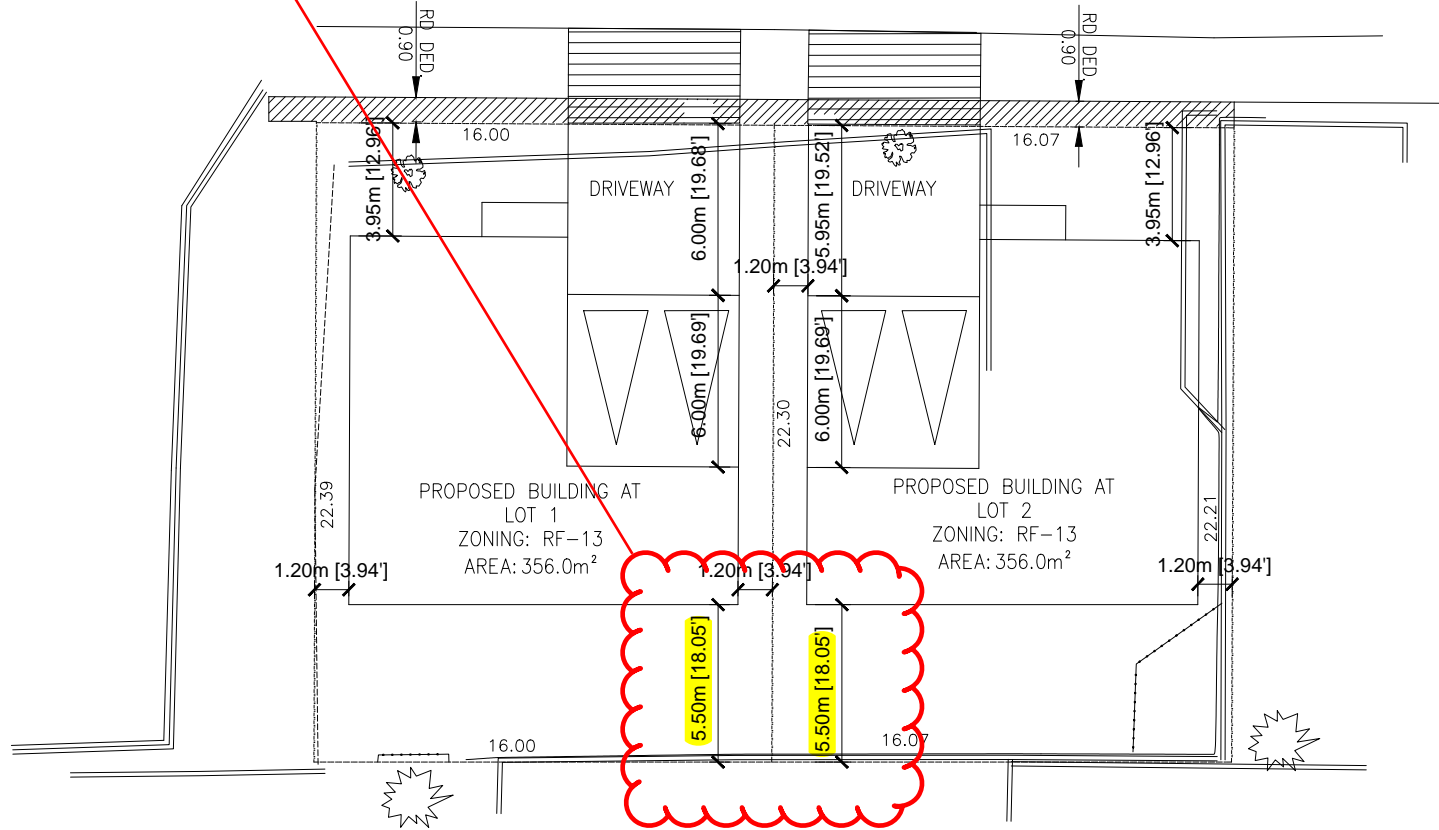 RD DED.
0.90
RD DED.
0.90
16.00
16.07
3.95m [12.96']
6.00m [19.68']
5.95m [19.52']
3.95m [12.96']
DRIVEWAY
DRIVEWAY
1.20m [3.94']
6.00m [19.69']
6.00m [19.69']
22.30
22.39
22.21
PROPOSED BUILDING AT
LOT 1
ZONING: RF-13
AREA: 356.0m²
PROPOSED BUILDING AT
LOT 2
ZONING: RF-13
AREA: 356.0m²
1.20m [3.94']
1.20m [3.94']
1.20m [3.94']
5.50m [18.05']
5.50m [18.05']
16.00
16.07